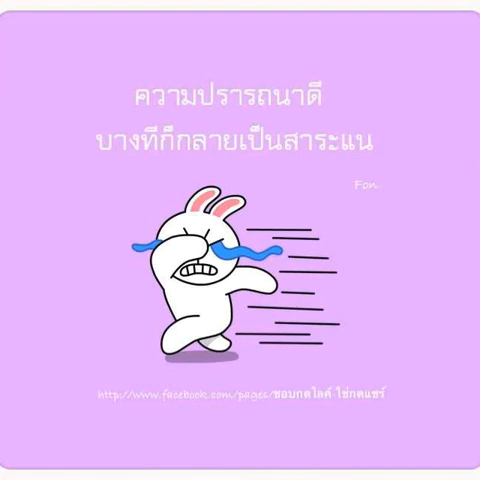 ความปรารถนาดี
บางทีก็กลายเป็นสาระแน
Fon.
http://www.facebook.com/pages/ชอบกดไลค์-ใช่กดแชร์